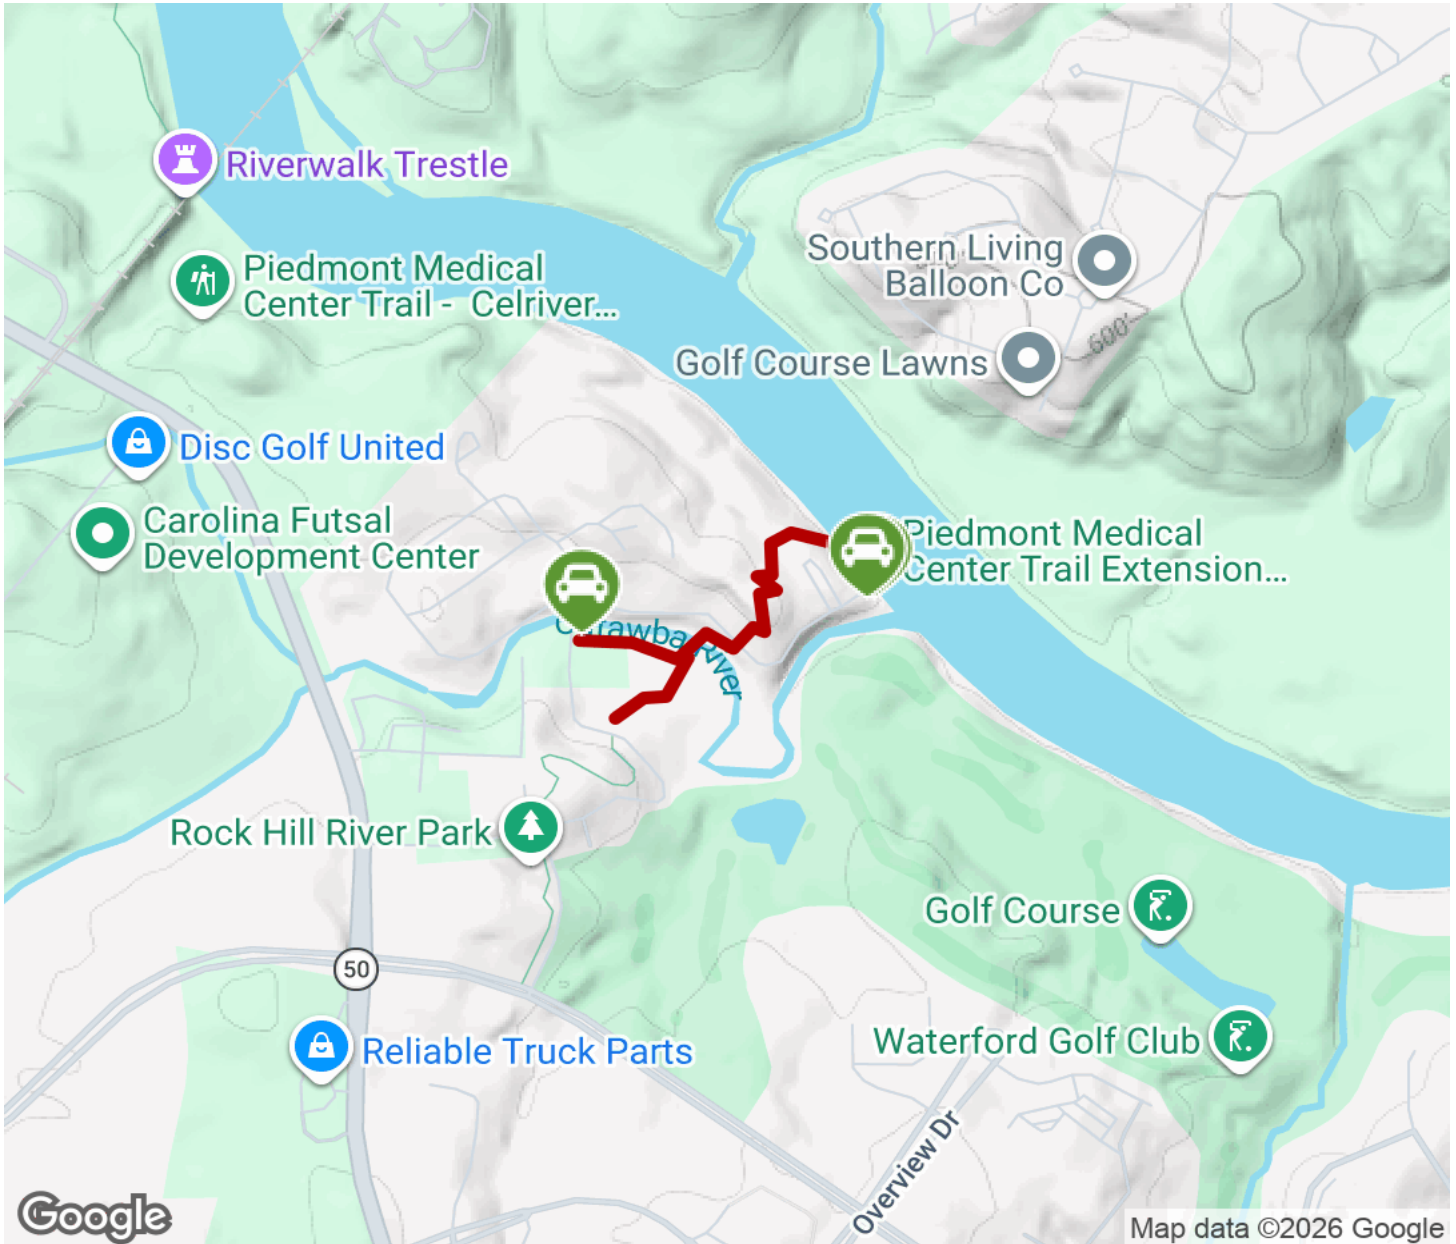 Riverwalk Trestle
Piedmont Medical
Center Trail - Celriver...
Southern Living
Balloon Co
600'
Golf Course Lawns
Disc Golf United
Carolina Futsal
Development Center
Piedmont Medical
Center Trail Extension...
Catawba River
Rock Hill River Park
Golf Course
50
Waterford Golf Club
Reliable Truck Parts
Overview Dr
Google
Map data ©2026 Google